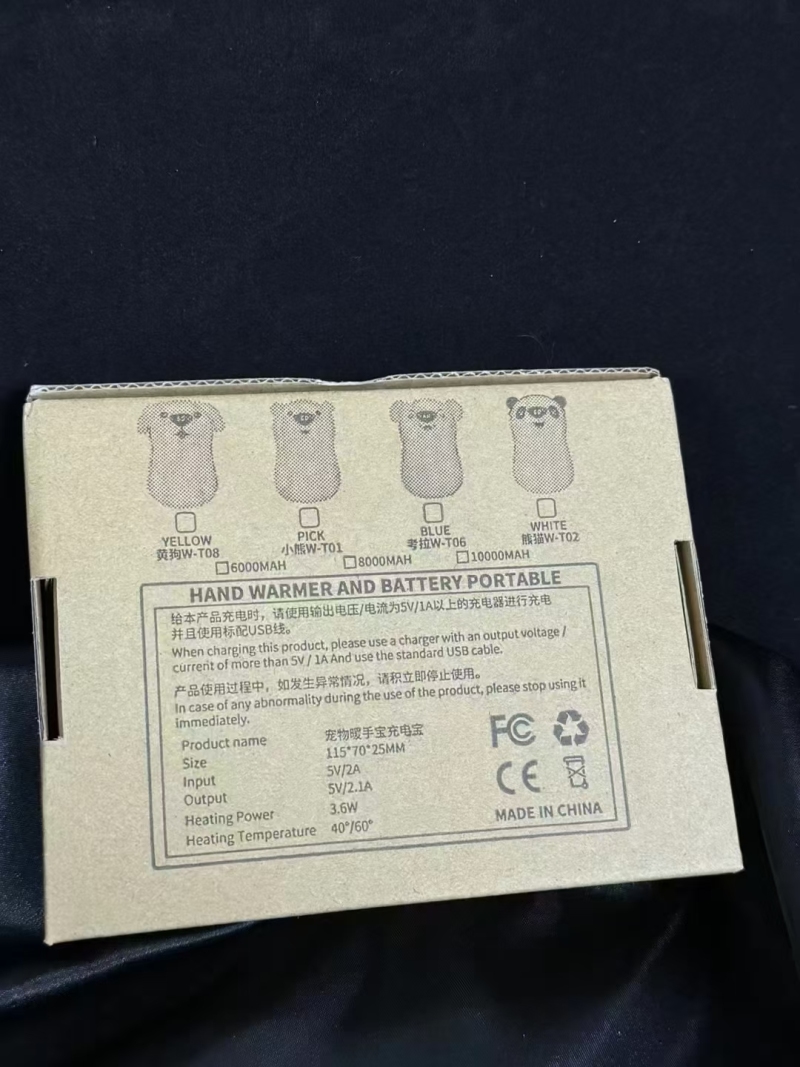 YELLOW
黄狗W-T08
PICK
小熊W-T01
BLUE
考拉W-T06
WHITE
熊猫W-T02
□6000MAH □8000MAH □10000MAH
HAND WARMER AND BATTERY PORTABLE
给本产品充电时，请使用输出电压/电流为5V/1A以上的充电器进行充电
并且使用标配USB线。
When charging this product, please use a charger with an output voltage /
current of more than 5V / 1A And use the standard USB cable.
产品使用过程中，如发生异常情况，请积立即停止使用。
In case of any abnormality during the use of the product, please stop using it
immediately.
Product name 宠物暖手宝充电宝
Size 115*70*25MM
Input 5V/2A
Output 5V/2.1A
Heating Power 3.6W
Heating Temperature 40°/60°
FC
CE
MADE IN CHINA